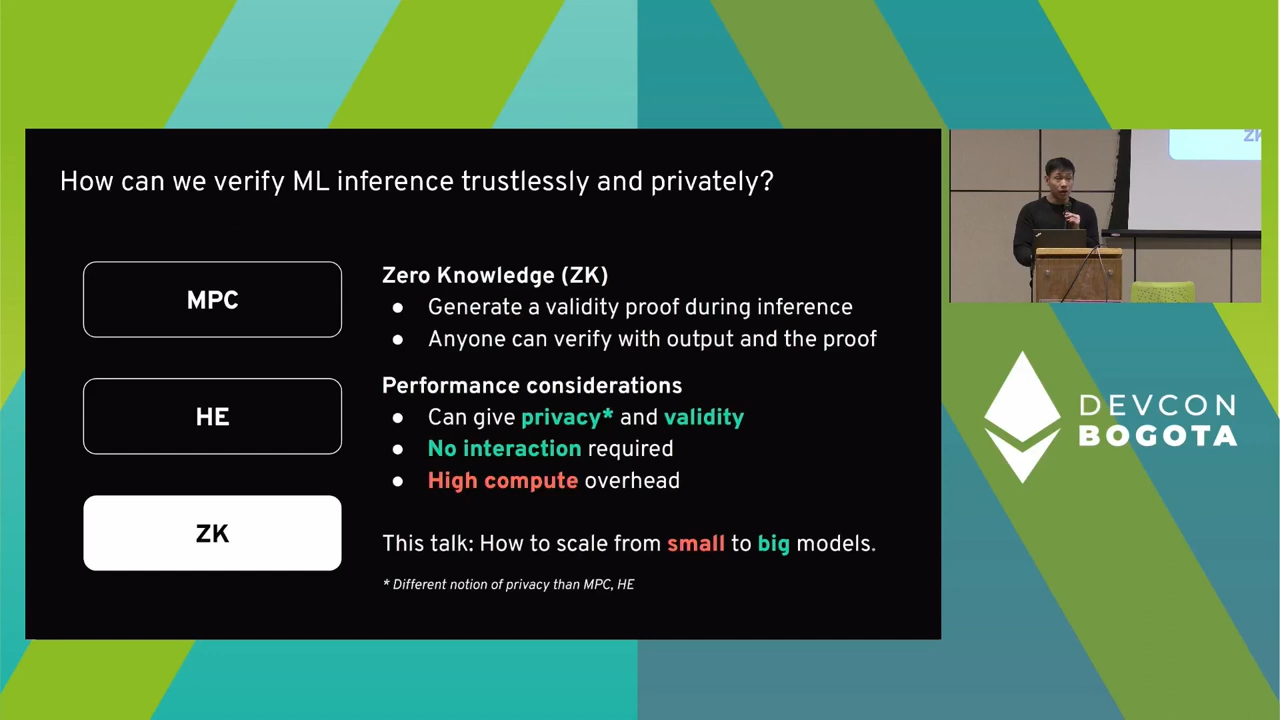 How can we verify ML inference trustlessly and privately?
MPC
HE
ZK
Zero Knowledge (ZK)
● Generate a validity proof during inference
● Anyone can verify with output and the proof
Performance considerations
● Can give privacy* and validity
● No interaction required
● High compute overhead
This talk: How to scale from small to big models.
* Different notion of privacy than MPC, HE
ZK
DEVCON
BOGOTA